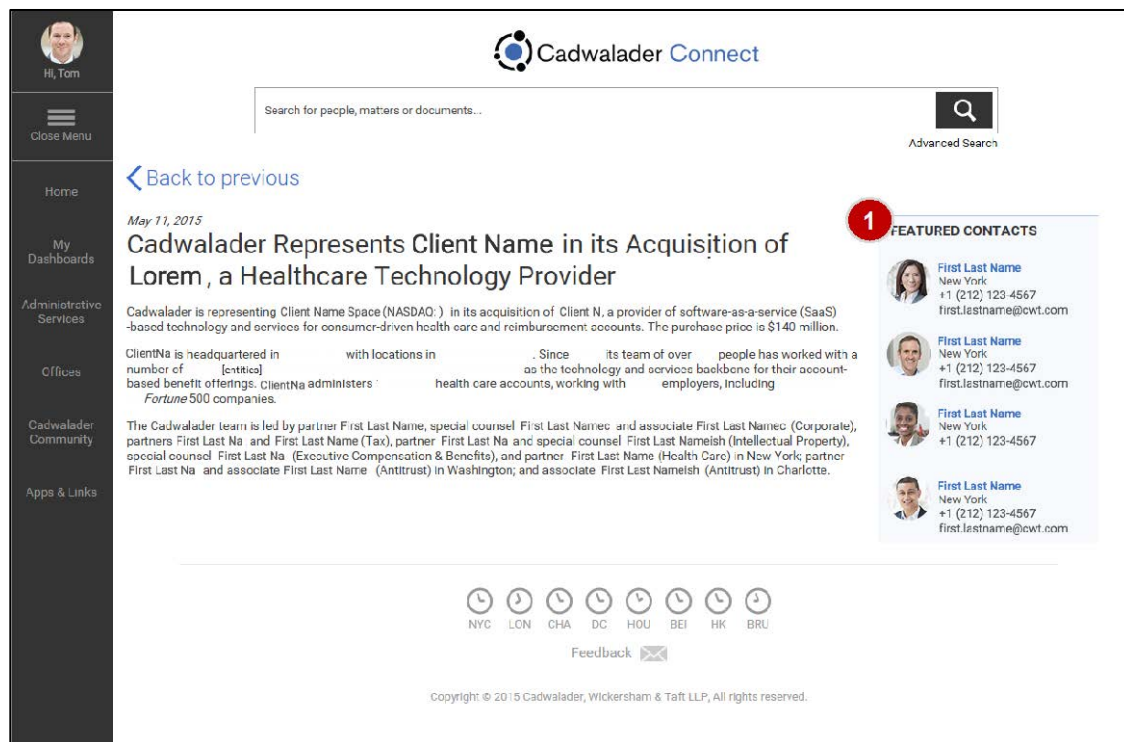 Hi, Tom
Close Menu
Home
My
Dashboards
Administrative
Services
Offices
Cadwalader
Community
Apps & Links
Cadwalader Connect
Search for people, matters or documents...
Advanced Search
Back to previous
May 11, 2015
Cadwalader Represents Client Name in its Acquisition of
Lorem, a Healthcare Technology Provider
Cadwalader is representing Client Name Space (NASDAQ: ) in its acquisition of Client N, a provider of software-as-a-service (SaaS)
-based technology and services for consumer-driven health care and reimbursement accounts. The purchase price is $140 million.
ClientNa is headquartered in with locations in . Since its team of over people has worked with a
number of [entities] as the technology and services backbone for their account-
based benefit offerings. ClientNa administers health care accounts, working with employers, including
Fortune 500 companies.
The Cadwalader team is led by partner First Last Name, special counsel First Last Namec and associate First Last Namec (Corporate),
partners First Last Na and First Last Name (Tax), partner First Last Na and special counsel First Last Nameish (Intellectual Property),
special counsel First Last Na (Executive Compensation & Benefits), and partner First Last Name (Health Care) in New York; partner
First Last Na and associate First Last Name (Antitrust) in Washington; and associate First Last Nameish (Antitrust) in Charlotte.
1
FEATURED CONTACTS
First Last Name
New York
+1 (212) 123-4567
first.lastname@cwt.com
First Last Name
New York
+1 (212) 123-4567
first.lastname@cwt.com
First Last Name
New York
+1 (212) 123-4567
First Last Name
New York
+1 (212) 123-4567
first.lastname@cwt.com
NYC LON CHA DC HOU BEI HK BRU
Feedback
Copyright © 2015 Cadwalader, Wickersham & Taft LLP, All rights reserved.